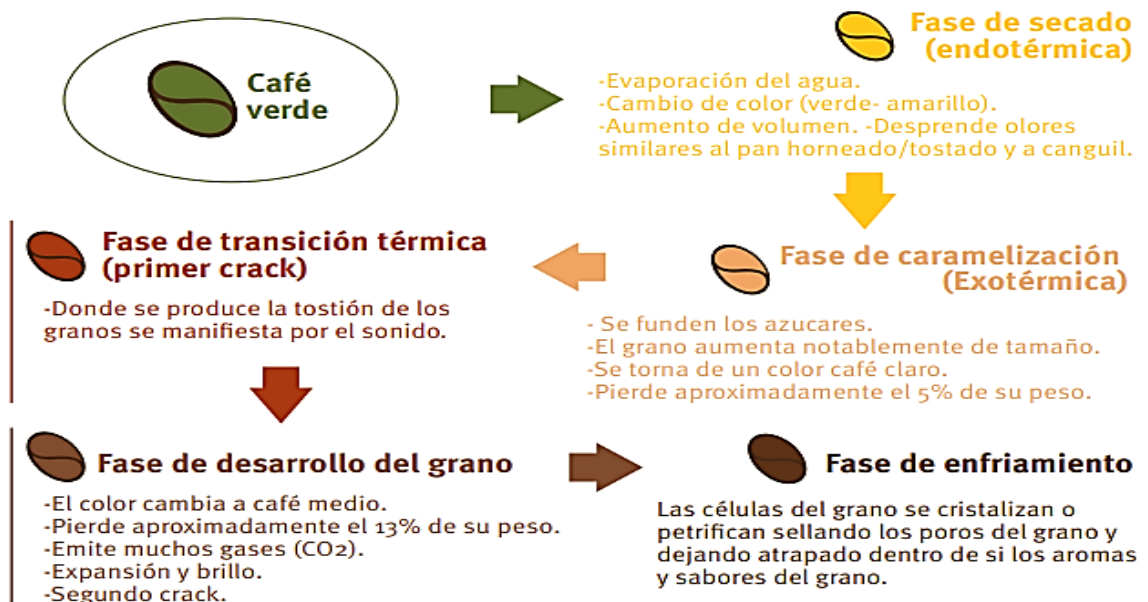 Café
verde
Fase de secado
(endotérmica)
-Evaporación del agua.
-Cambio de color (verde- amarillo).
-Aumento de volumen. -Desprende olores
similares al pan horneado/tostado y a canguil.
Fase de caramelización
(Exotérmica)
- Se funden los azucares.
-El grano aumenta notablemente de tamaño.
-Se torna de un color café claro.
-Pierde aproximadamente el 5% de su peso.
Fase de transición térmica
(primer crack)
-Donde se produce la tostión de los
granos se manifiesta por el sonido.
Fase de desarrollo del grano
-El color cambia a café medio.
-Pierde aproximadamente el 13% de su peso.
-Emite muchos gases (CO2).
-Expansión y brillo.
-Segundo crack.
Fase de enfriamiento
Las células del grano se cristalizan o
petrifican sellando los poros del grano y
dejando atrapado dentro de si los aromas
y sabores del grano.